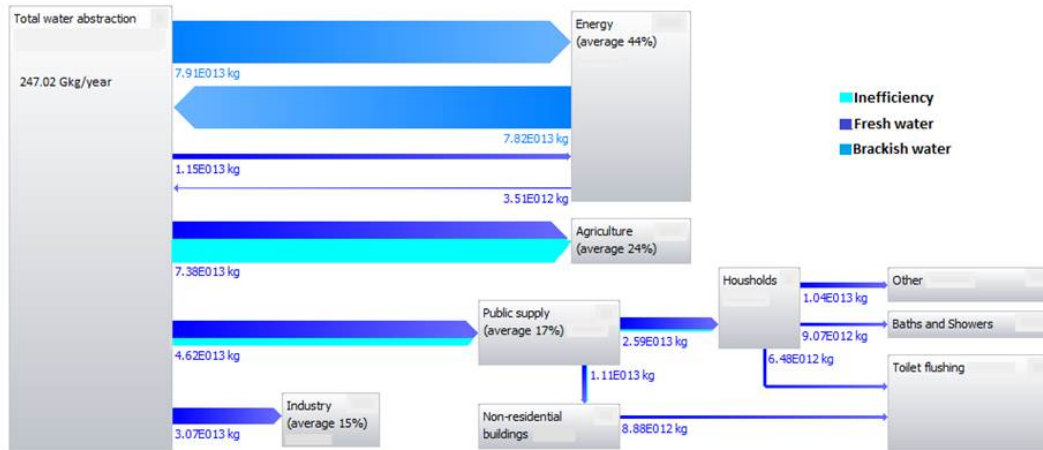 Total water abstraction
247.02 Gkg/year
7.91E013 kg
Energy
(average 44%)
7.82E013 kg
1.15E013 kg
3.51E012 kg
Inefficiency
Fresh water
Brackish water
7.38E013 kg
Agriculture
(average 24%)
4.62E013 kg
Public supply
(average 17%)
2.59E013 kg
Housholds
1.04E013 kg
Other
9.07E012 kg
Baths and Showers
6.48E012 kg
Toilet flushing
1.11E013 kg
3.07E013 kg
Industry
(average 15%)
Non-residential
buildings
8.88E012 kg